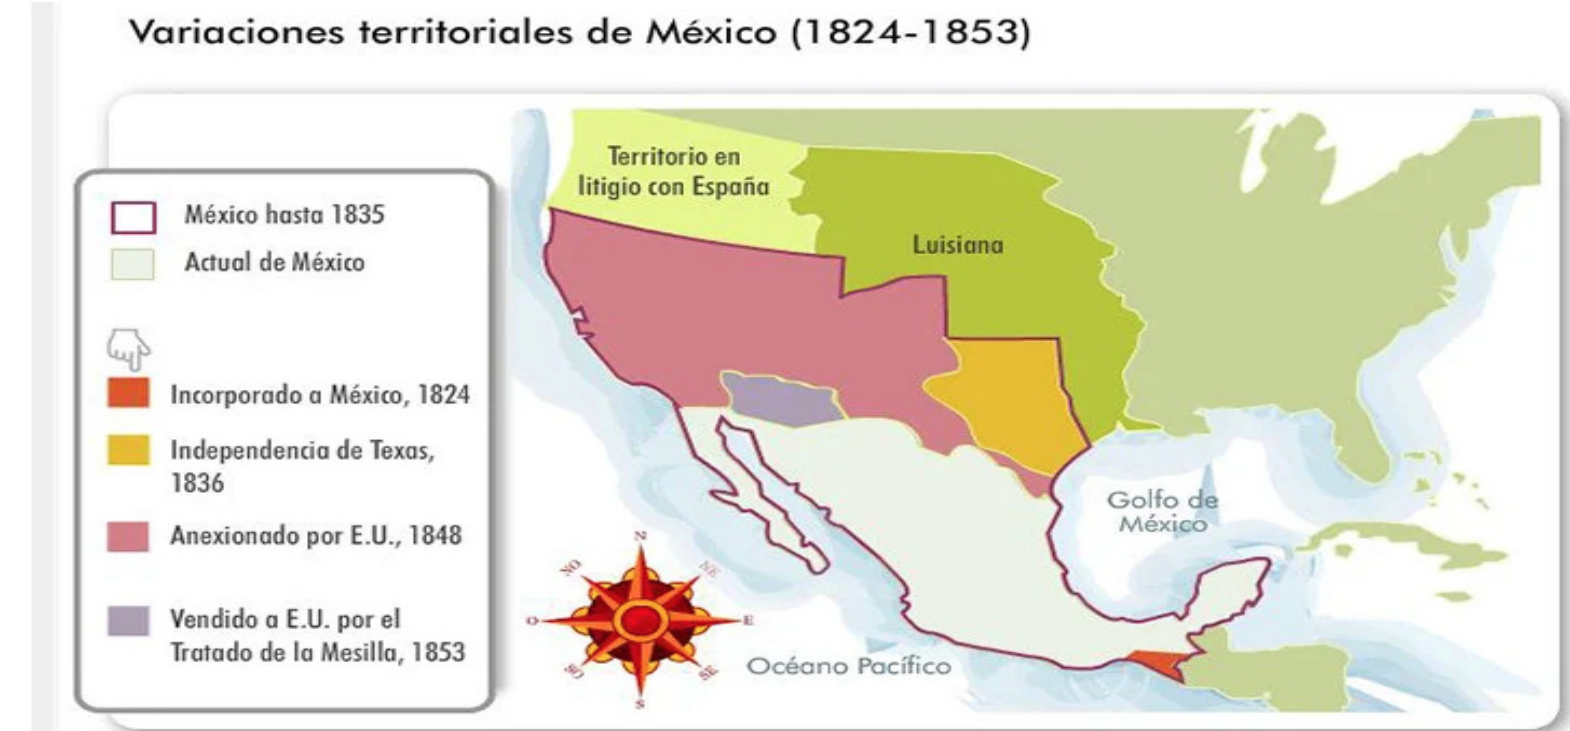 Variaciones territoriales de México (1824-1853)
México hasta 1835
Actual de México
Incorporado a México, 1824
Independencia de Texas,
1836
Anexionado por E.U., 1848
Vendido a E.U. por el
Tratado de la Mesilla, 1853
Territorio en
litigio con España
Luisiana
Golfo de
México
Océano Pacífico
N
NE
E
SE
S
SO
O
NO